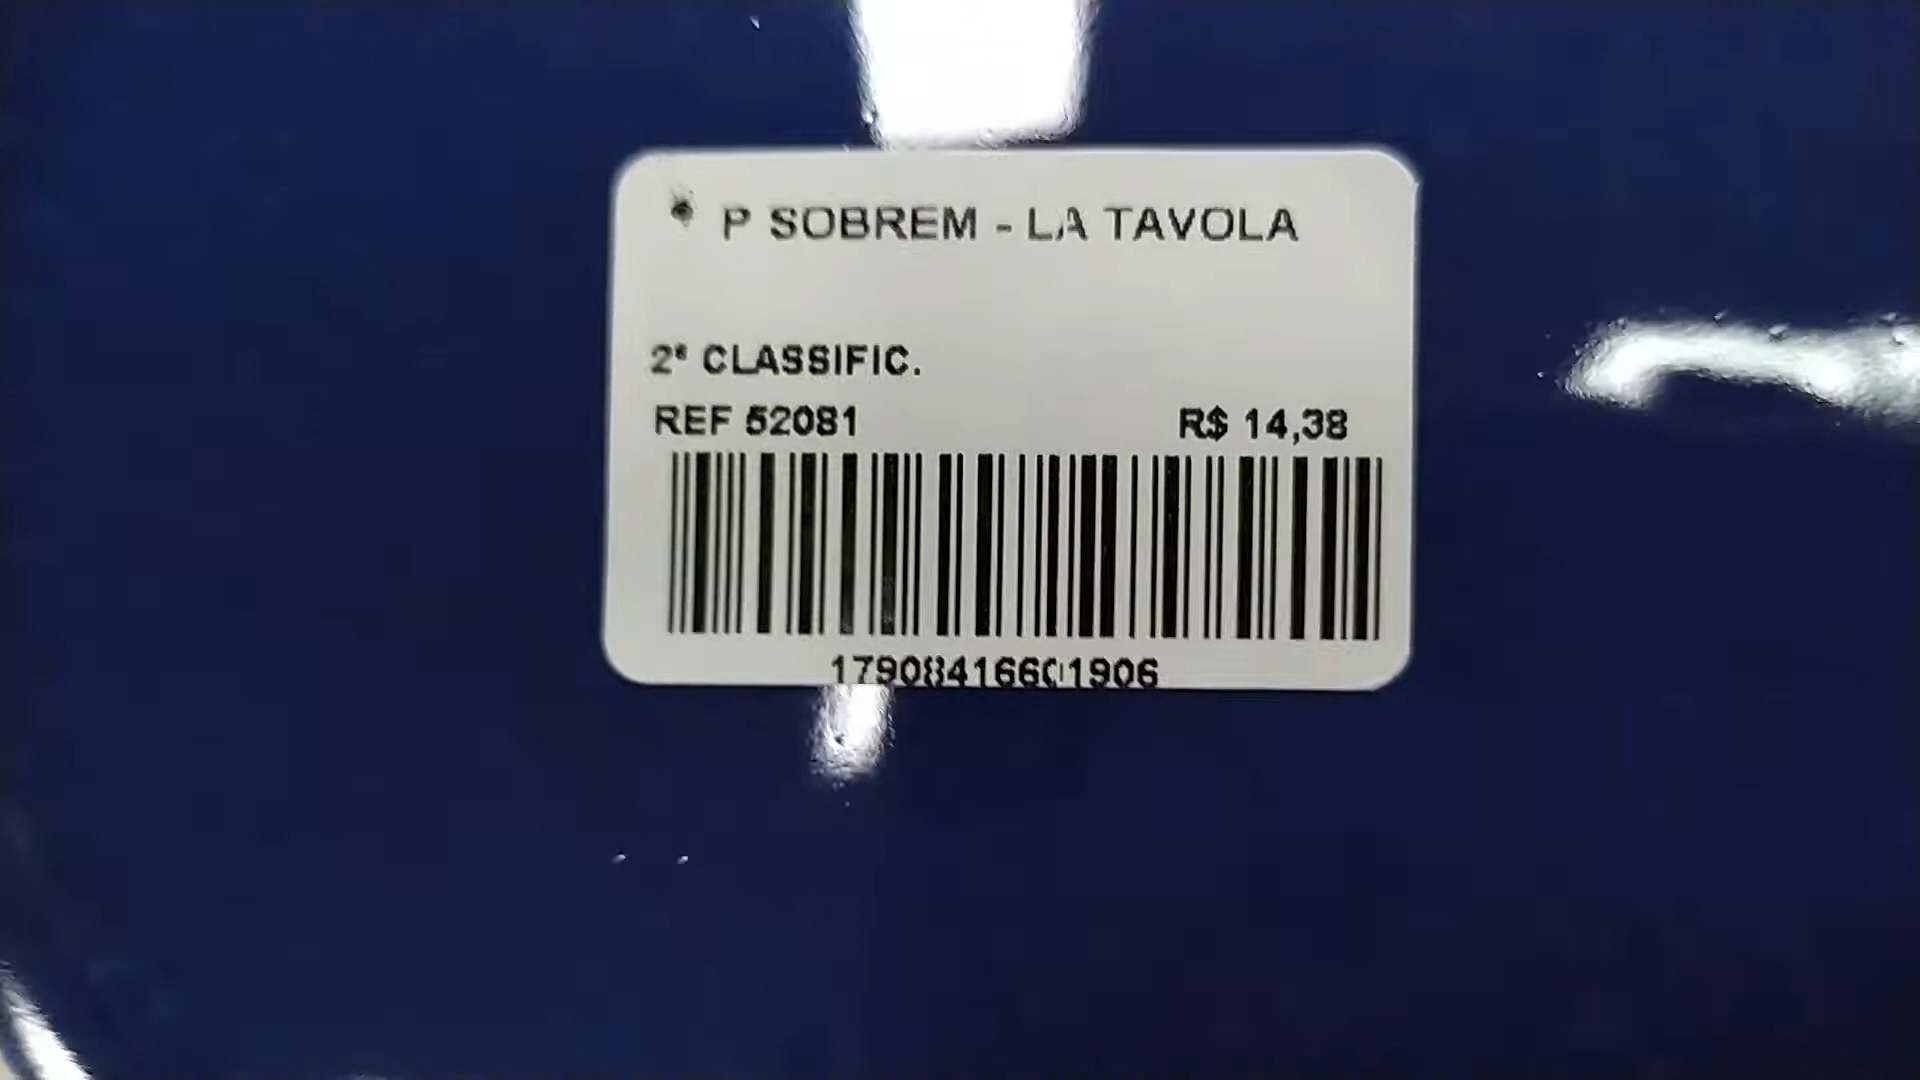 * P SOBREM - LA TAVOLA
2ª CLASSIFIC.
REF 52081
R$ 14,38
17908416601906